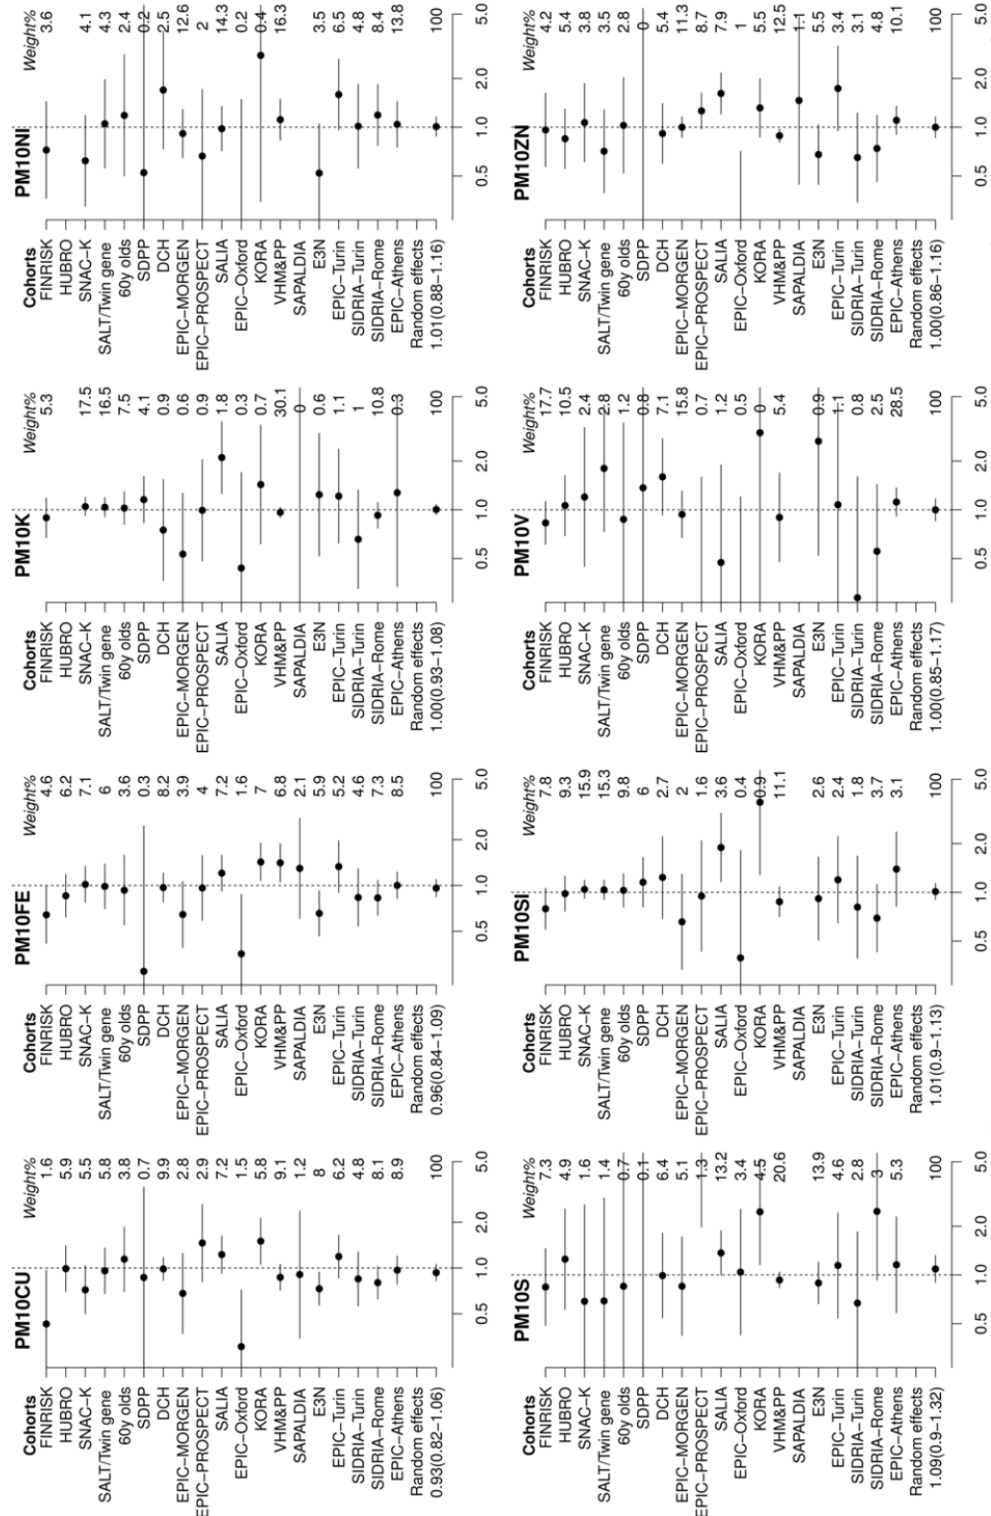 PM10CU
Cohorts Weight%
FINRISK 1.6
HUBRO 5.9
SNAC−K 5.5
SALT/Twin gene 5.8
60y olds 3.8
SDPP 0.7
DCH 9.9
EPIC−MORGEN 2.8
EPIC−PROSPECT 2.9
SALIA 7.2
EPIC−Oxford 1.5
KORA 5.8
VHM&PP 9.1
SAPALDIA 1.2
E3N 8
EPIC−Turin 6.2
SIDRIA−Turin 4.8
SIDRIA−Rome 8.1
EPIC−Athens 8.9
Random effects
0.93(0.82−1.06) 100
0.5 1.0 2.0 5.0
PM10FE
Cohorts Weight%
FINRISK 4.6
HUBRO 6.2
SNAC−K 7.1
SALT/Twin gene 6
60y olds 3.6
SDPP 0.3
DCH 8.2
EPIC−MORGEN 3.9
EPIC−PROSPECT 4
SALIA 7.2
EPIC−Oxford 1.6
KORA 7
VHM&PP 6.8
SAPALDIA 2.1
E3N 5.9
EPIC−Turin 5.2
SIDRIA−Turin 4.6
SIDRIA−Rome 7.3
EPIC−Athens 8.5
Random effects
0.96(0.84−1.09) 100
0.5 1.0 2.0 5.0
PM10K
Cohorts Weight%
FINRISK 5.3
HUBRO
SNAC−K 17.5
SALT/Twin gene 16.5
60y olds 7.5
SDPP 4.1
DCH 0.9
EPIC−MORGEN 0.6
EPIC−PROSPECT 0.9
SALIA 1.8
EPIC−Oxford 0.3
KORA 0.7
VHM&PP 30.1
SAPALDIA 0
E3N 0.6
EPIC−Turin 1.1
SIDRIA−Turin 1
SIDRIA−Rome 10.8
EPIC−Athens 0.3
Random effects
1.00(0.93−1.08) 100
0.5 1.0 2.0 5.0
PM10NI
Cohorts Weight%
FINRISK 3.6
HUBRO
SNAC−K 4.1
SALT/Twin gene 4.3
60y olds 2.4
SDPP 0.2
DCH 2.5
EPIC−MORGEN 12.6
EPIC−PROSPECT 2
SALIA 14.3
EPIC−Oxford 0.2
KORA 0.4
VHM&PP 16.3
SAPALDIA
E3N 3.5
EPIC−Turin 6.5
SIDRIA−Turin 4.8
SIDRIA−Rome 8.4
EPIC−Athens 13.8
Random effects
1.01(0.88−1.16) 100
0.5 1.0 2.0 5.0
PM10S
Cohorts Weight%
FINRISK 7.3
HUBRO 4.9
SNAC−K 1.6
SALT/Twin gene 1.4
60y olds 0.7
SDPP 0.1
DCH 6.4
EPIC−MORGEN 5.1
EPIC−PROSPECT 1.3
SALIA 13.2
EPIC−Oxford 3.4
KORA 4.5
VHM&PP 20.6
SAPALDIA
E3N 13.9
EPIC−Turin 4.6
SIDRIA−Turin 2.8
SIDRIA−Rome 3
EPIC−Athens 5.3
Random effects
1.09(0.9−1.32) 100
0.5 1.0 2.0 5.0
PM10SI
Cohorts Weight%
FINRISK 7.8
HUBRO 9.3
SNAC−K 15.9
SALT/Twin gene 15.3
60y olds 9.8
SDPP 6
DCH 2.7
EPIC−MORGEN 2
EPIC−PROSPECT 1.6
SALIA 3.6
EPIC−Oxford 0.4
KORA 0.9
VHM&PP 11.1
SAPALDIA
E3N 2.6
EPIC−Turin 2.4
SIDRIA−Turin 1.8
SIDRIA−Rome 3.7
EPIC−Athens 3.1
Random effects
1.01(0.9−1.13) 100
0.5 1.0 2.0 5.0
PM10V
Cohorts Weight%
FINRISK 17.7
HUBRO 10.5
SNAC−K 2.4
SALT/Twin gene 2.8
60y olds 1.2
SDPP 0.8
DCH 7.1
EPIC−MORGEN 15.8
EPIC−PROSPECT 0.7
SALIA 1.2
EPIC−Oxford 0.5
KORA 0
VHM&PP 5.4
SAPALDIA
E3N 0.9
EPIC−Turin 1.1
SIDRIA−Turin 0.8
SIDRIA−Rome 2.5
EPIC−Athens 28.5
Random effects
1.00(0.85−1.17) 100
0.5 1.0 2.0 5.0
PM10ZN
Cohorts Weight%
FINRISK 4.2
HUBRO 5.4
SNAC−K 3.8
SALT/Twin gene 3.5
60y olds 2.8
SDPP 0
DCH 5.4
EPIC−MORGEN 11.3
EPIC−PROSPECT 8.7
SALIA 7.9
EPIC−Oxford 1
KORA 5.5
VHM&PP 12.5
SAPALDIA 1.1
E3N 5.5
EPIC−Turin 3.4
SIDRIA−Turin 3.1
SIDRIA−Rome 4.8
EPIC−Athens 10.1
Random effects
1.00(0.86−1.16) 100
0.5 1.0 2.0 5.0